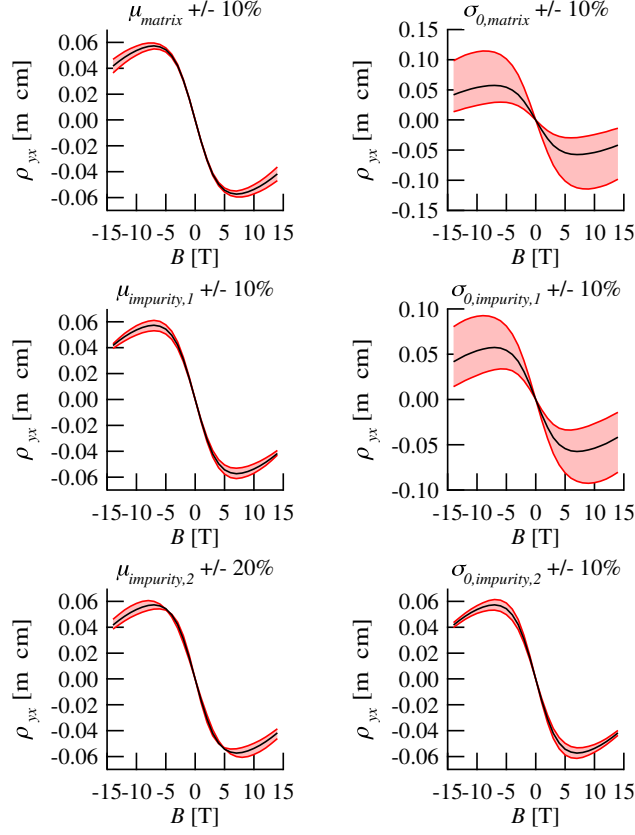 μmatrix +/- 10%
ρyx [m cm]
0.06
0.04
0.02
0.00
-0.02
-0.04
-0.06
-15 -10 -5 0 5 10 15
B [T]
σ0,matrix +/- 10%
ρyx [m cm]
0.15
0.10
0.05
0.00
-0.05
-0.10
-0.15
-15 -10 -5 0 5 10 15
B [T]
μimpurity,1 +/- 10%
ρyx [m cm]
0.06
0.04
0.02
0.00
-0.02
-0.04
-0.06
-15 -10 -5 0 5 10 15
B [T]
σ0,impurity,1 +/- 10%
ρyx [m cm]
0.10
0.05
0.00
-0.05
-0.10
-15 -10 -5 0 5 10 15
B [T]
μimpurity,2 +/- 20%
ρyx [m cm]
0.06
0.04
0.02
0.00
-0.02
-0.04
-0.06
-15 -10 -5 0 5 10 15
B [T]
σ0,impurity,2 +/- 10%
ρyx [m cm]
0.06
0.04
0.02
0.00
-0.02
-0.04
-0.06
-15 -10 -5 0 5 10 15
B [T]